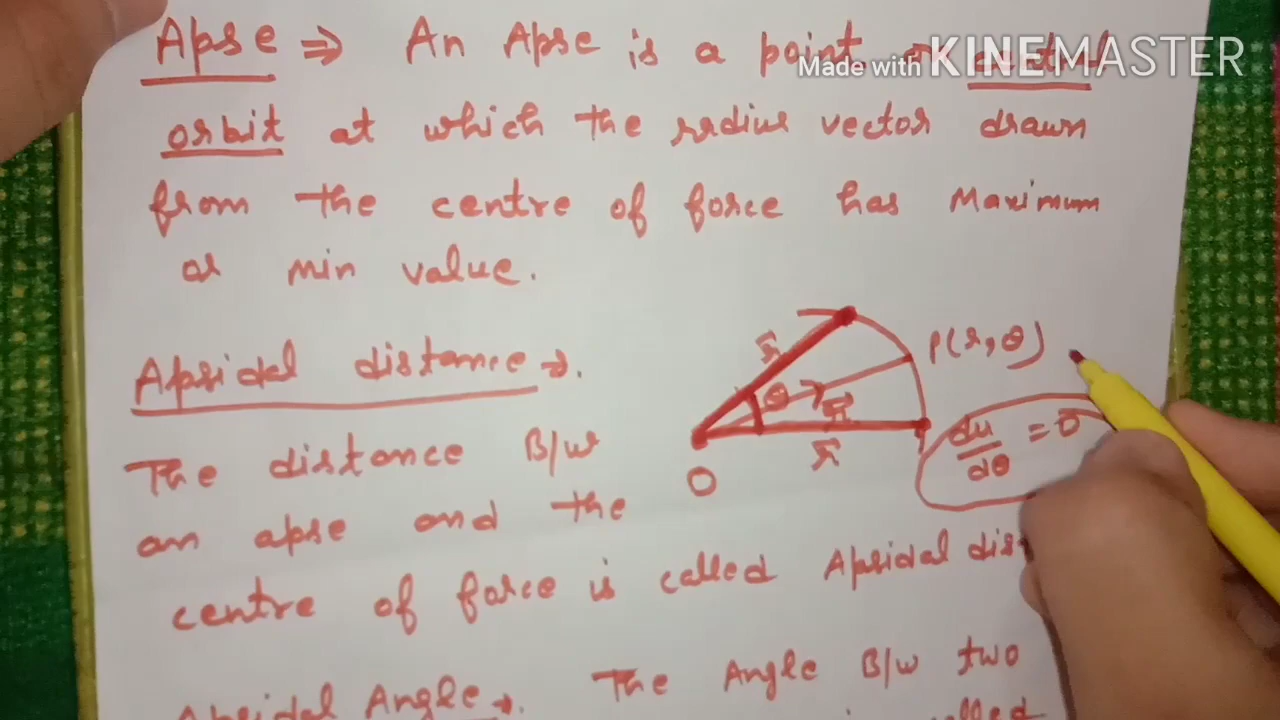 Apse ⇒ An Apse is a point
Made with KINEMASTER
orbit at which the radius vector drawn
from the centre of force has Maximum
or min value.
Apsidal distance →.
r
P(r, θ)
θ
r
r
O
du/dθ = 0
The distance B/w
an apse and the
centre of force is called Apsidal
Apsidal Angle →. The Angle B/w two